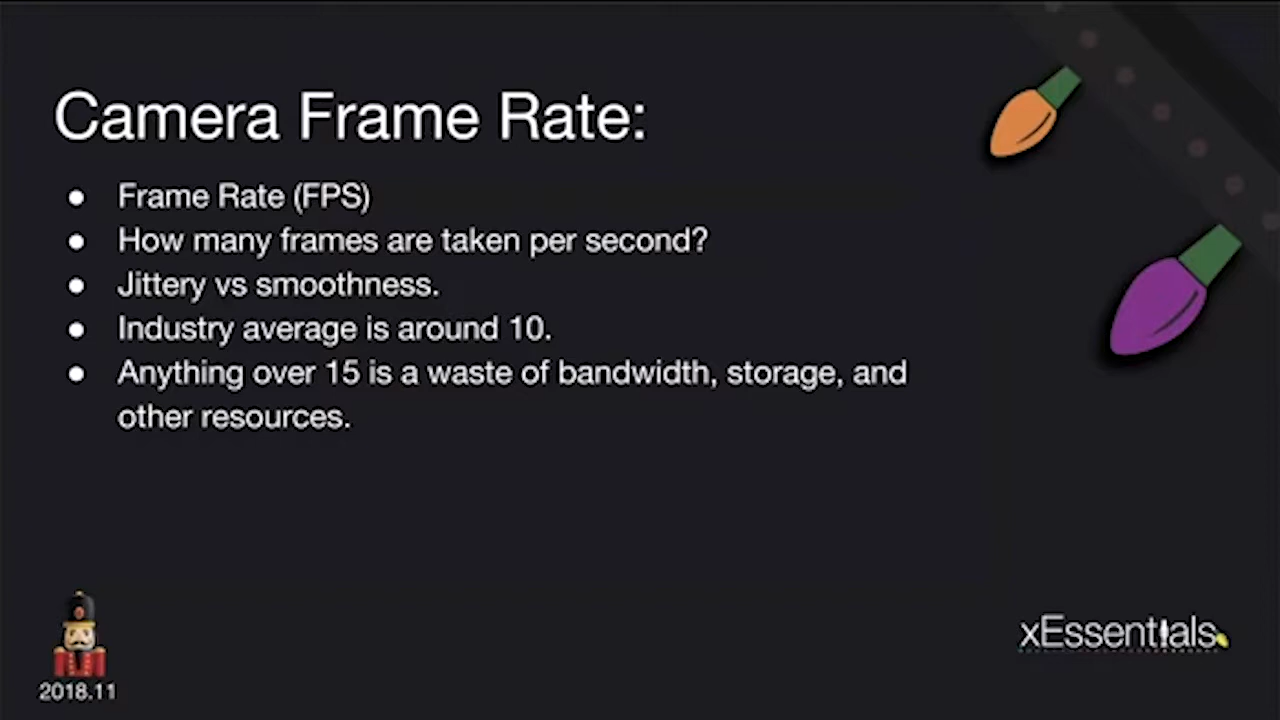 Camera Frame Rate:
● Frame Rate (FPS)
● How many frames are taken per second?
● Jittery vs smoothness.
● Industry average is around 10.
● Anything over 15 is a waste of bandwidth, storage, and
other resources.
2018.11
xEssentials